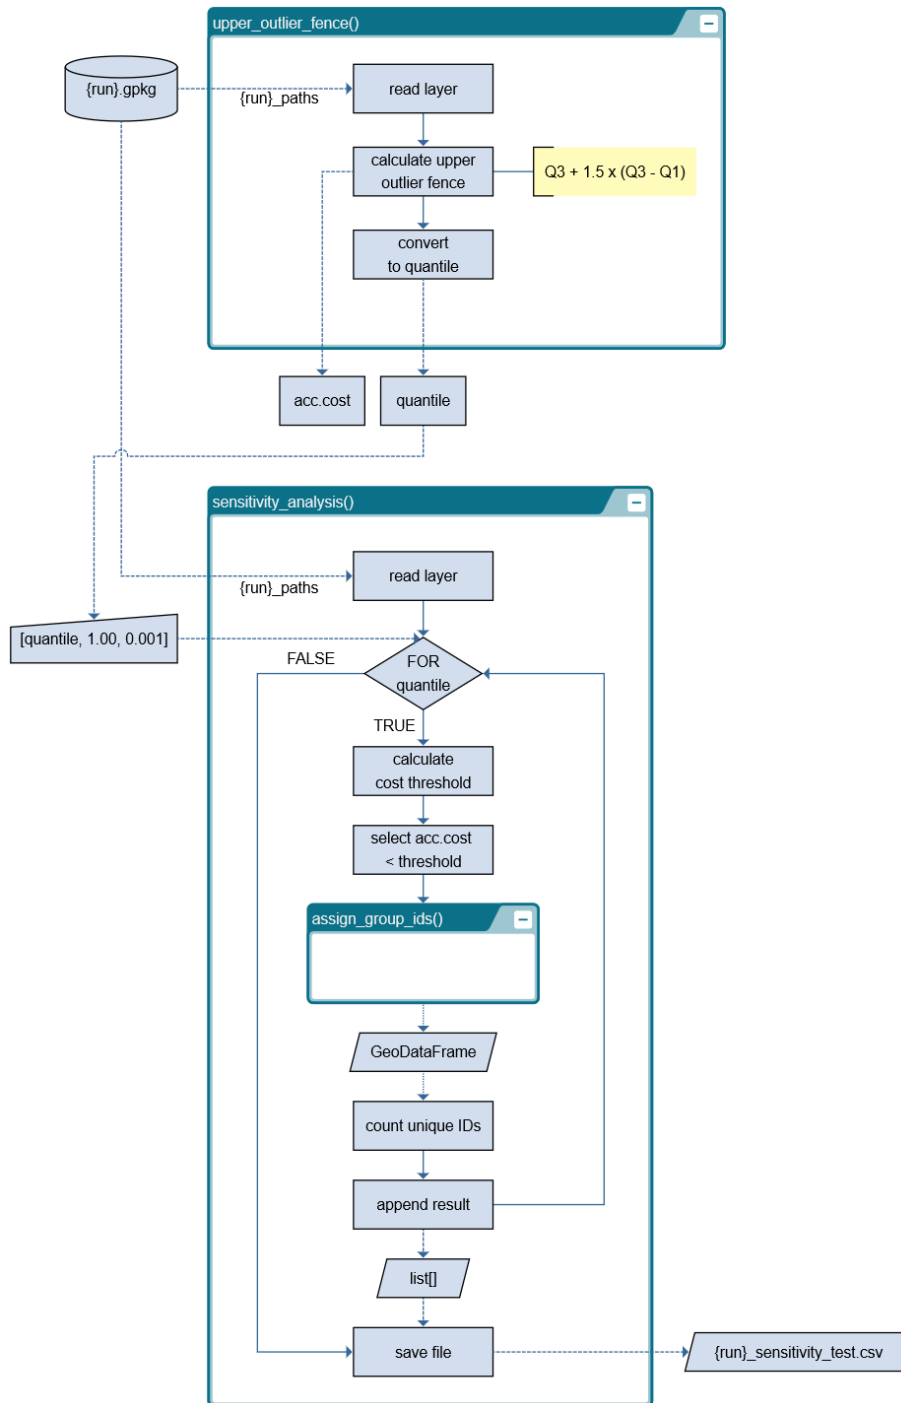 upper_outlier_fence()
{run}.gpkg
{run}_paths
read layer
calculate upper
outlier fence
Q3 + 1.5 x (Q3 - Q1)
convert
to quantile
acc.cost
quantile
sensitivity_analysis()
read layer
{run}_paths
[quantile, 1.00, 0.001]
FALSE
FOR
quantile
TRUE
calculate
cost threshold
select acc.cost
< threshold
assign_group_ids()
GeoDataFrame
count unique IDs
append result
list[]
save file
{run}_sensitivity_test.csv